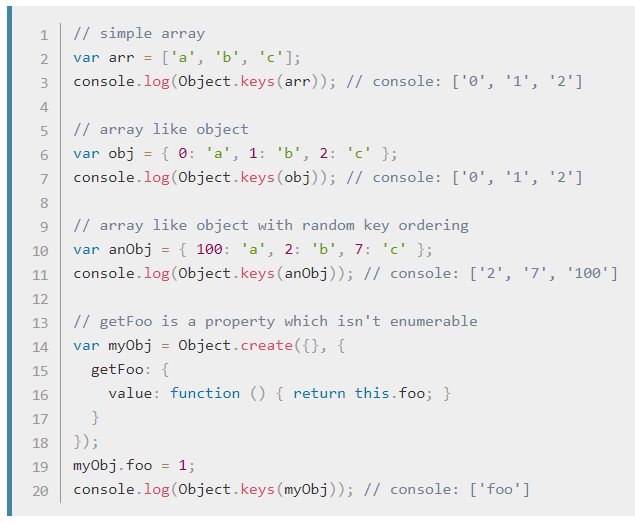 1 // simple array
2 var arr = ['a', 'b', 'c'];
3 console.log(Object.keys(arr)); // console: ['0', '1', '2']
4
5 // array like object
6 var obj = { 0: 'a', 1: 'b', 2: 'c' };
7 console.log(Object.keys(obj)); // console: ['0', '1', '2']
8
9 // array like object with random key ordering
10 var anObj = { 100: 'a', 2: 'b', 7: 'c' };
11 console.log(Object.keys(anObj)); // console: ['2', '7', '100']
12
13 // getFoo is a property which isn't enumerable
14 var myObj = Object.create({}, {
15   getFoo: {
16     value: function () { return this.foo; }
17   }
18 });
19 myObj.foo = 1;
20 console.log(Object.keys(myObj)); // console: ['foo']